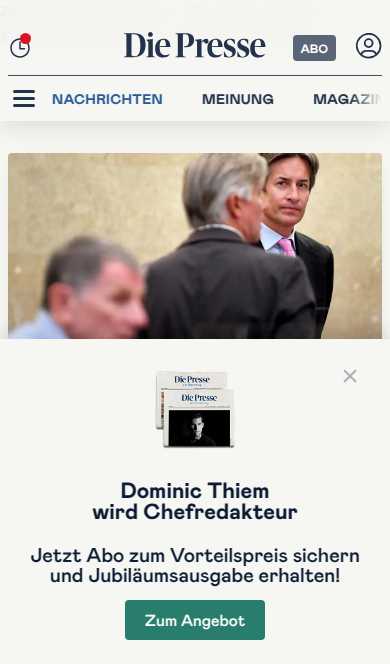 Die Presse
ABO
NACHRICHTEN MEINUNG MAGAZIN
Die Presse
Die Presse
Dominic Thiem
wird Chefredakteur
Jetzt Abo zum Vorteilspreis sichern
und Jubiläumsausgabe erhalten!
Zum Angebot